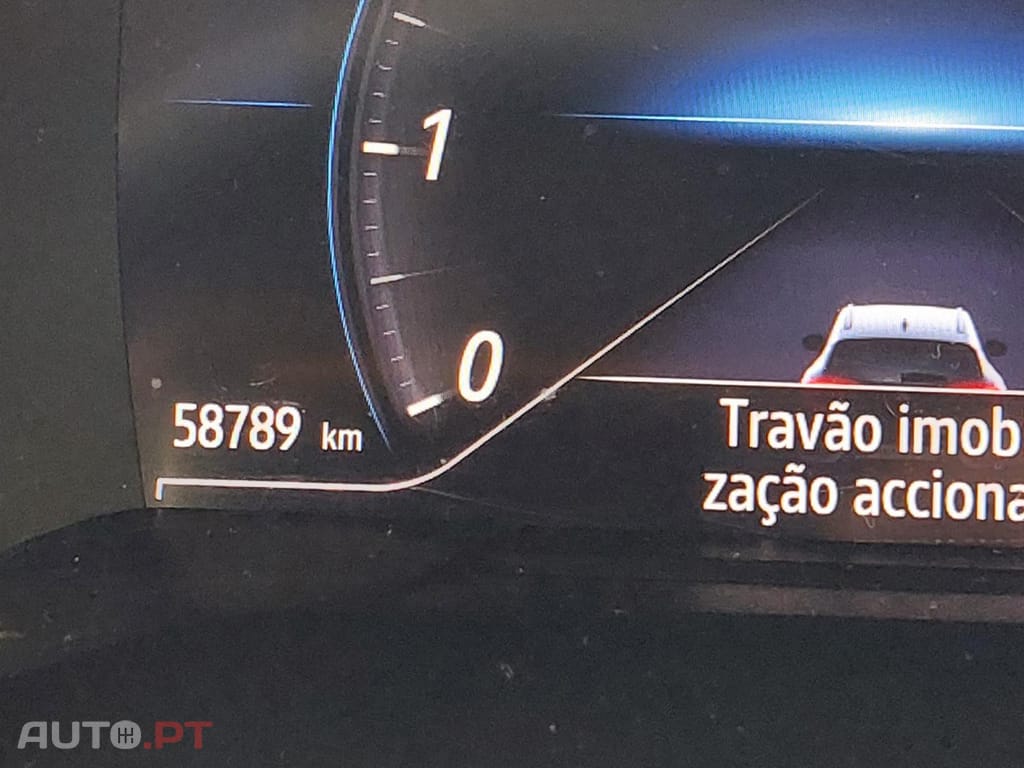 1
0
58789 km
Travão imob
zação acciona
AUTO.PT